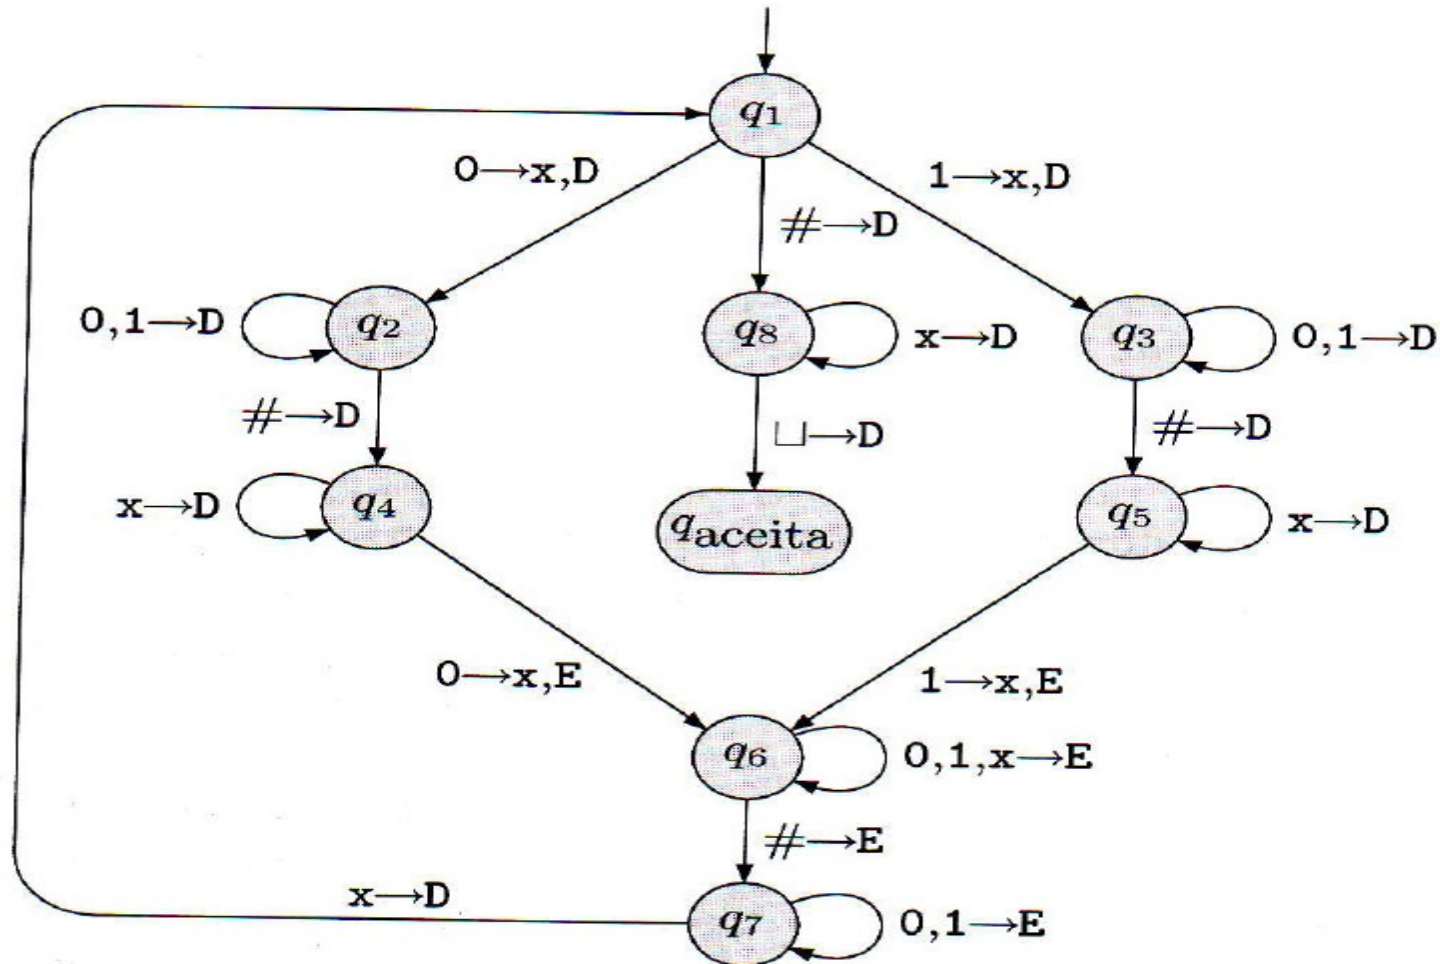 q1
0→x,D
1→x,D
#→D
0,1→D
q2
q8
x→D
q3
0,1→D
#→D
⊔→D
#→D
x→D
q4
qaceita
q5
x→D
0→x,E
1→x,E
q6
0,1,x→E
#→E
x→D
q7
0,1→E